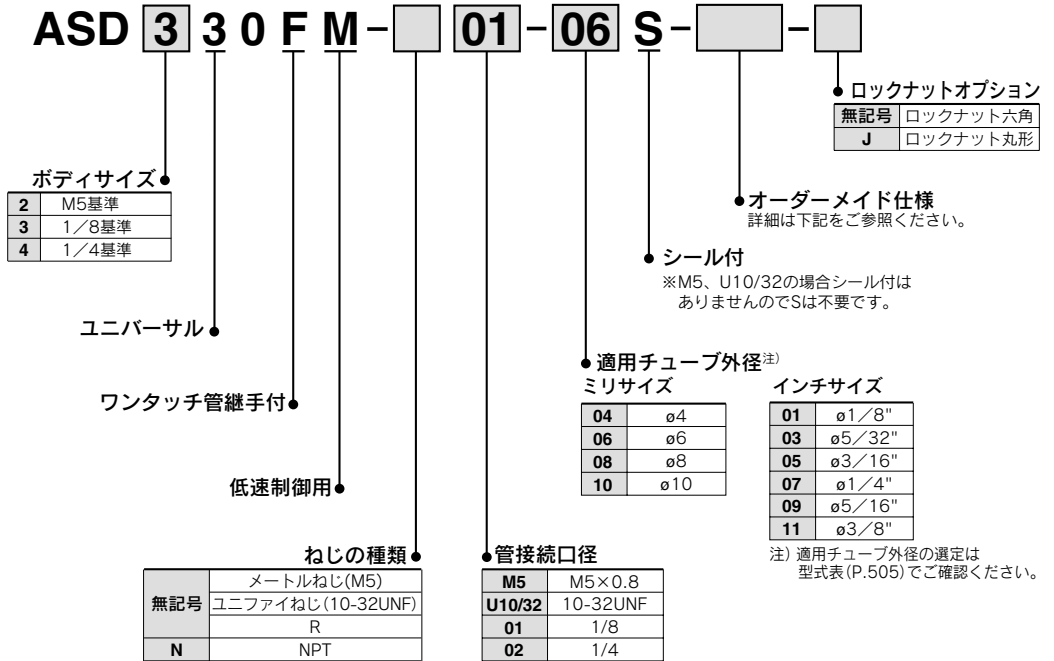 ASD 3 3 0 F M - 01 - 06 S - -
ロックナットオプション
無記号 ロックナット六角
J ロックナット丸形
ボディサイズ
2 M5基準
3 1／8基準
4 1／4基準
オーダーメイド仕様
詳細は下記をご参照ください。
シール付
※M5、U10/32の場合シール付は
ありませんのでSは不要です。
ユニバーサル
適用チューブ外径注)
ミリサイズ
04 ø4
06 ø6
08 ø8
10 ø10
インチサイズ
01 ø1／8"
03 ø5／32"
05 ø3／16"
07 ø1／4"
09 ø5／16"
11 ø3／8"
注) 適用チューブ外径の選定は
型式表(P.505)でご確認ください。
ワンタッチ管継手付
低速制御用
ねじの種類
無記号 メートルねじ(M5)
ユニファイねじ(10-32UNF)
R
N NPT
管接続口径
M5 M5×0.8
U10/32 10-32UNF
01 1/8
02 1/4